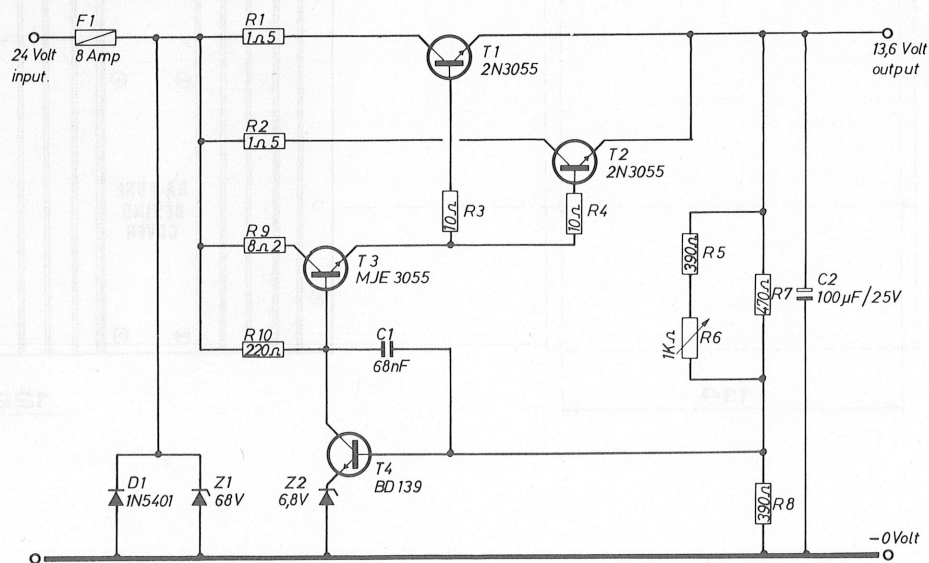 F1
8 Amp
24 Volt
input.
R1
1Ω5
T1
2N3055
13,6 Volt
output
R2
1Ω5
T2
2N3055
R3
10Ω
R4
10Ω
R9
8Ω2
T3
MJE 3055
R5
390Ω
R7
470Ω
C2
100µF/25V
R10
220Ω
C1
68nF
R6
1KΩ
T4
BD 139
D1
1N5401
Z1
68V
Z2
6,8V
R8
390Ω
-0Volt